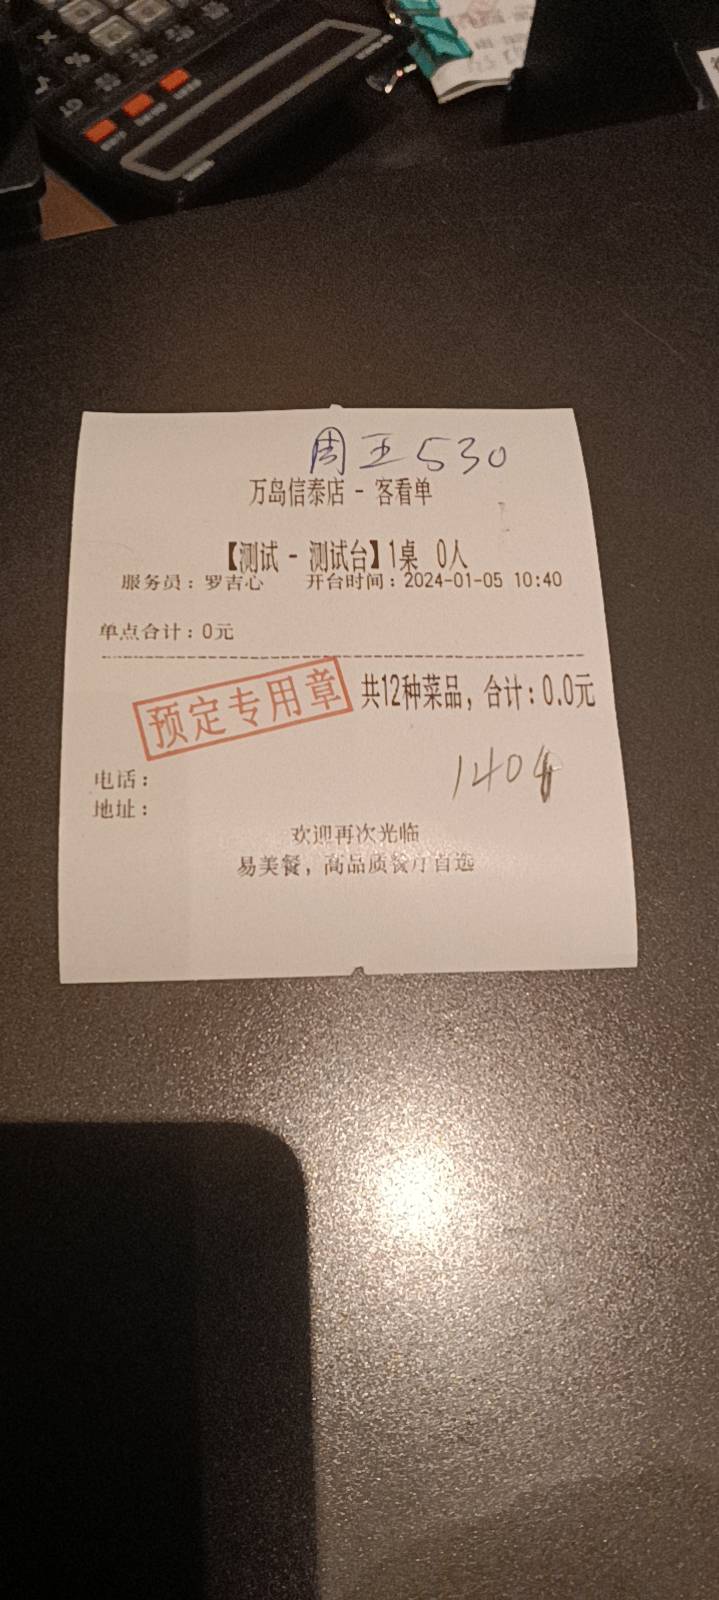 周五530
万岛信泰店 - 客看单
【测试 - 测试台】1桌 0人
服务员：罗吉心 开台时间：2024-01-05 10:40
单点合计：0元
预定专用章
共12种菜品，合计：0.0元
电话：
地址：
欢迎再次光临
易美餐，高品质餐厅首选